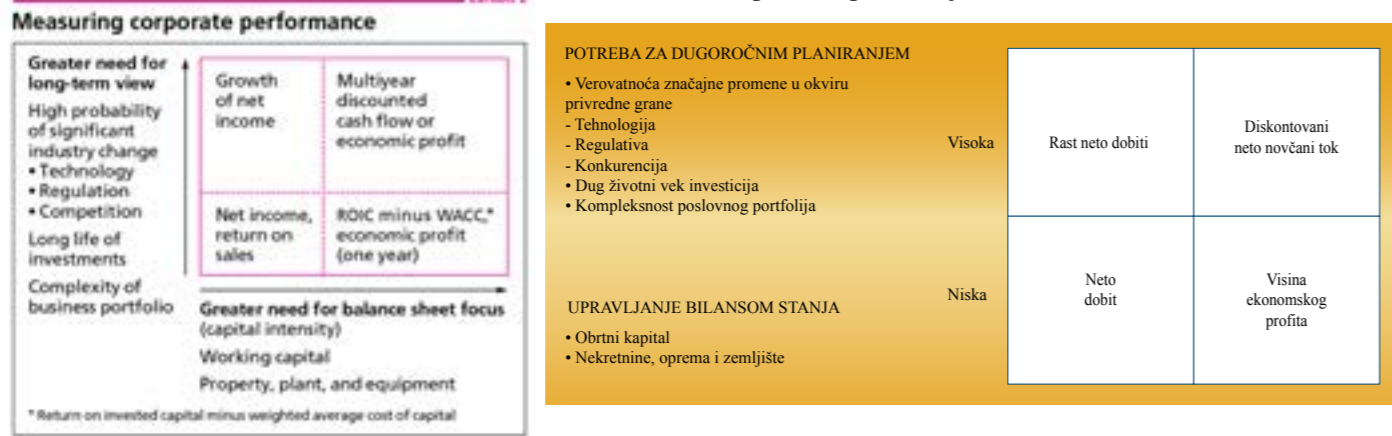 Measuring corporate performance
Greater need for
long-term view
High probability
of significant
industry change
• Technology
• Regulation
• Competition
Long life of
investments
Complexity of
business portfolio
Growth
of net
income
Multiyear
discounted
cash flow or
economic profit
Net income,
return on
sales
ROIC minus WACC,*
economic profit
(one year)
Greater need for balance sheet focus
(capital intensity)
Working capital
Property, plant, and equipment
* Return on invested capital minus weighted average cost of capital
POTREBA ZA DUGOROČNIM PLANIRANJEM
• Verovatnoća značajne promene u okviru
privredne grane
- Tehnologija
- Regulativa
- Konkurencija
• Dug životni vek investicija
• Kompleksnost poslovnog portfolija
Visoka
Rast neto dobiti
Diskontovani
neto novčani tok
UPRAVLJANJE BILANSOM STANJA
• Obrtni kapital
• Nekretnine, oprema i zemljište
Niska
Neto
dobit
Visina
ekonomskog
profita